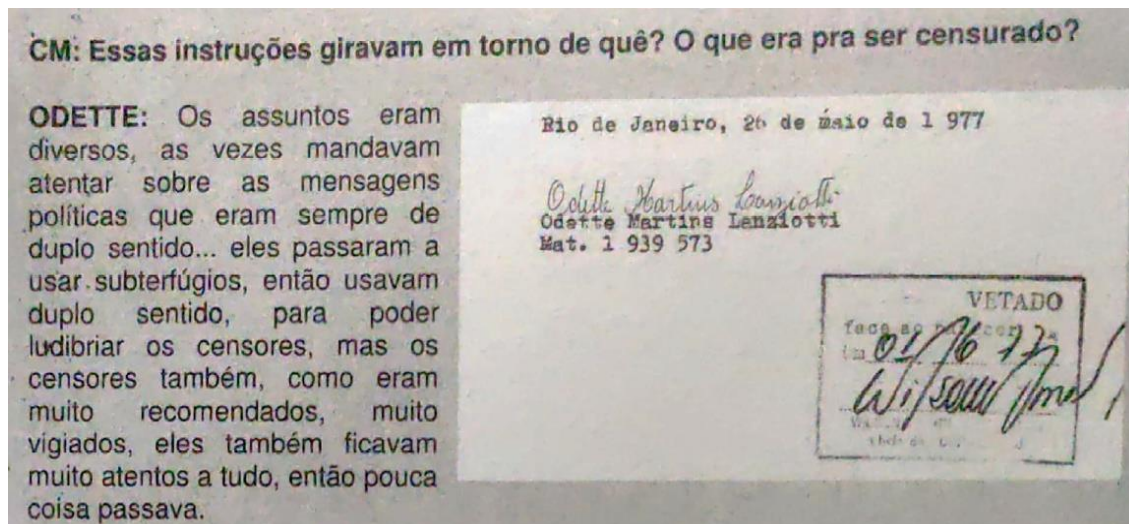 CM: Essas instruções giravam em torno de quê? O que era pra ser censurado?
ODETTE: Os assuntos eram
diversos, as vezes mandavam
atentar sobre as mensagens
políticas que eram sempre de
duplo sentido... eles passaram a
usar subterfúgios, então usavam
duplo sentido, para poder
ludibriar os censores, mas os
censores também, como eram
muito recomendados, muito
vigiados, eles também ficavam
muito atentos a tudo, então pouca
coisa passava.
Rio de Janeiro, 26 de maio de 1 977
Odette Martins Lanziotti
Odette Martins Lanziotti
Mat. 1 939 573
VETADO
face ao
01/ 77
Wilson